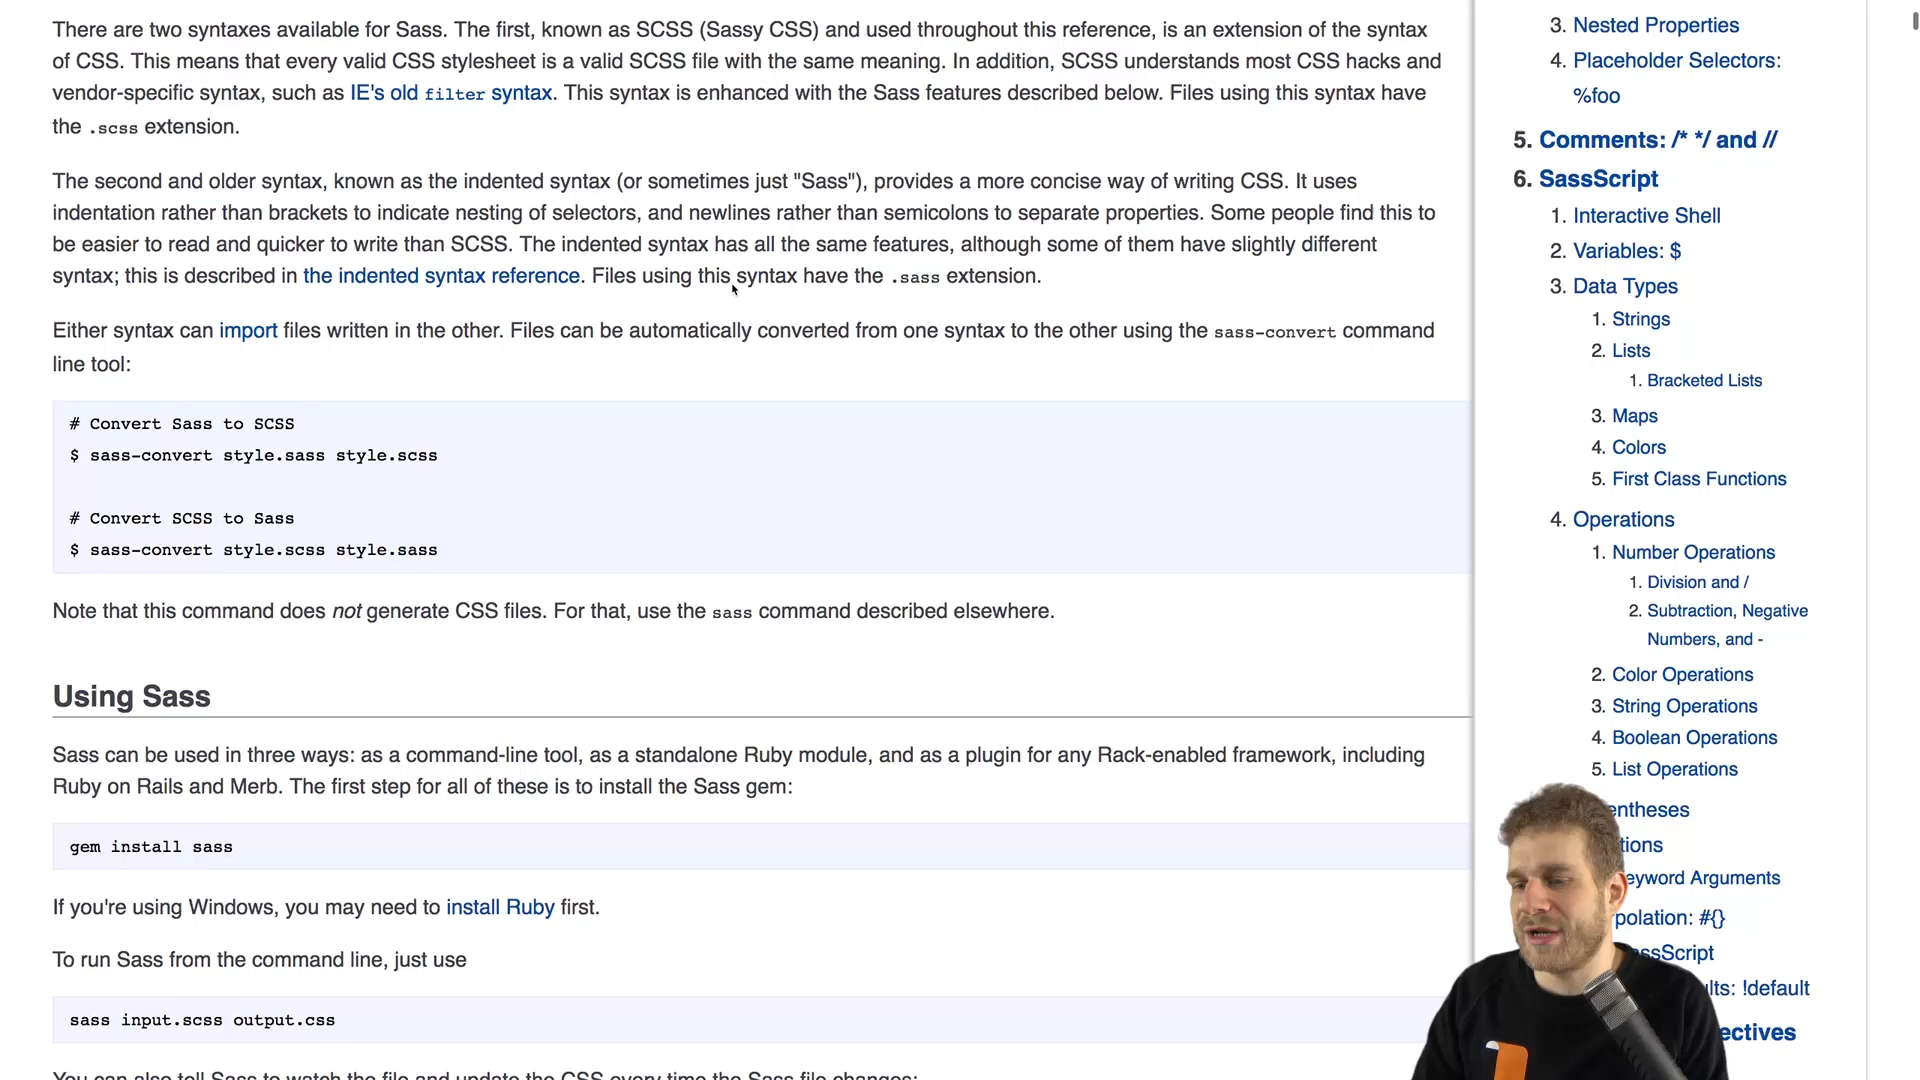 There are two syntaxes available for Sass. The first, known as SCSS (Sassy CSS) and used throughout this reference, is an extension of the syntax
of CSS. This means that every valid CSS stylesheet is a valid SCSS file with the same meaning. In addition, SCSS understands most CSS hacks and
vendor-specific syntax, such as IE's old filter syntax. This syntax is enhanced with the Sass features described below. Files using this syntax have
the .scss extension.
The second and older syntax, known as the indented syntax (or sometimes just "Sass"), provides a more concise way of writing CSS. It uses
indentation rather than brackets to indicate nesting of selectors, and newlines rather than semicolons to separate properties. Some people find this to
be easier to read and quicker to write than SCSS. The indented syntax has all the same features, although some of them have slightly different
syntax; this is described in the indented syntax reference. Files using this syntax have the .sass extension.
Either syntax can import files written in the other. Files can be automatically converted from one syntax to the other using the sass-convert command
line tool:
# Convert Sass to SCSS
$ sass-convert style.sass style.scss
# Convert SCSS to Sass
$ sass-convert style.scss style.sass
Note that this command does not generate CSS files. For that, use the sass command described elsewhere.
Using Sass
Sass can be used in three ways: as a command-line tool, as a standalone Ruby module, and as a plugin for any Rack-enabled framework, including
Ruby on Rails and Merb. The first step for all of these is to install the Sass gem:
gem install sass
If you're using Windows, you may need to install Ruby first.
To run Sass from the command line, just use
sass input.scss output.css
You can also tell Sass to watch the file and update the CSS every time the Sass file changes:
3. Nested Properties
4. Placeholder Selectors:
%foo
5. Comments: /* */ and //
6. SassScript
1. Interactive Shell
2. Variables: $
3. Data Types
1. Strings
2. Lists
1. Bracketed Lists
3. Maps
4. Colors
5. First Class Functions
4. Operations
1. Number Operations
1. Division and /
2. Subtraction, Negative
Numbers, and -
2. Color Operations
3. String Operations
4. Boolean Operations
5. List Operations
entheses
tions
eyword Arguments
polation: #{}
ssScript
lts: !default
ectives